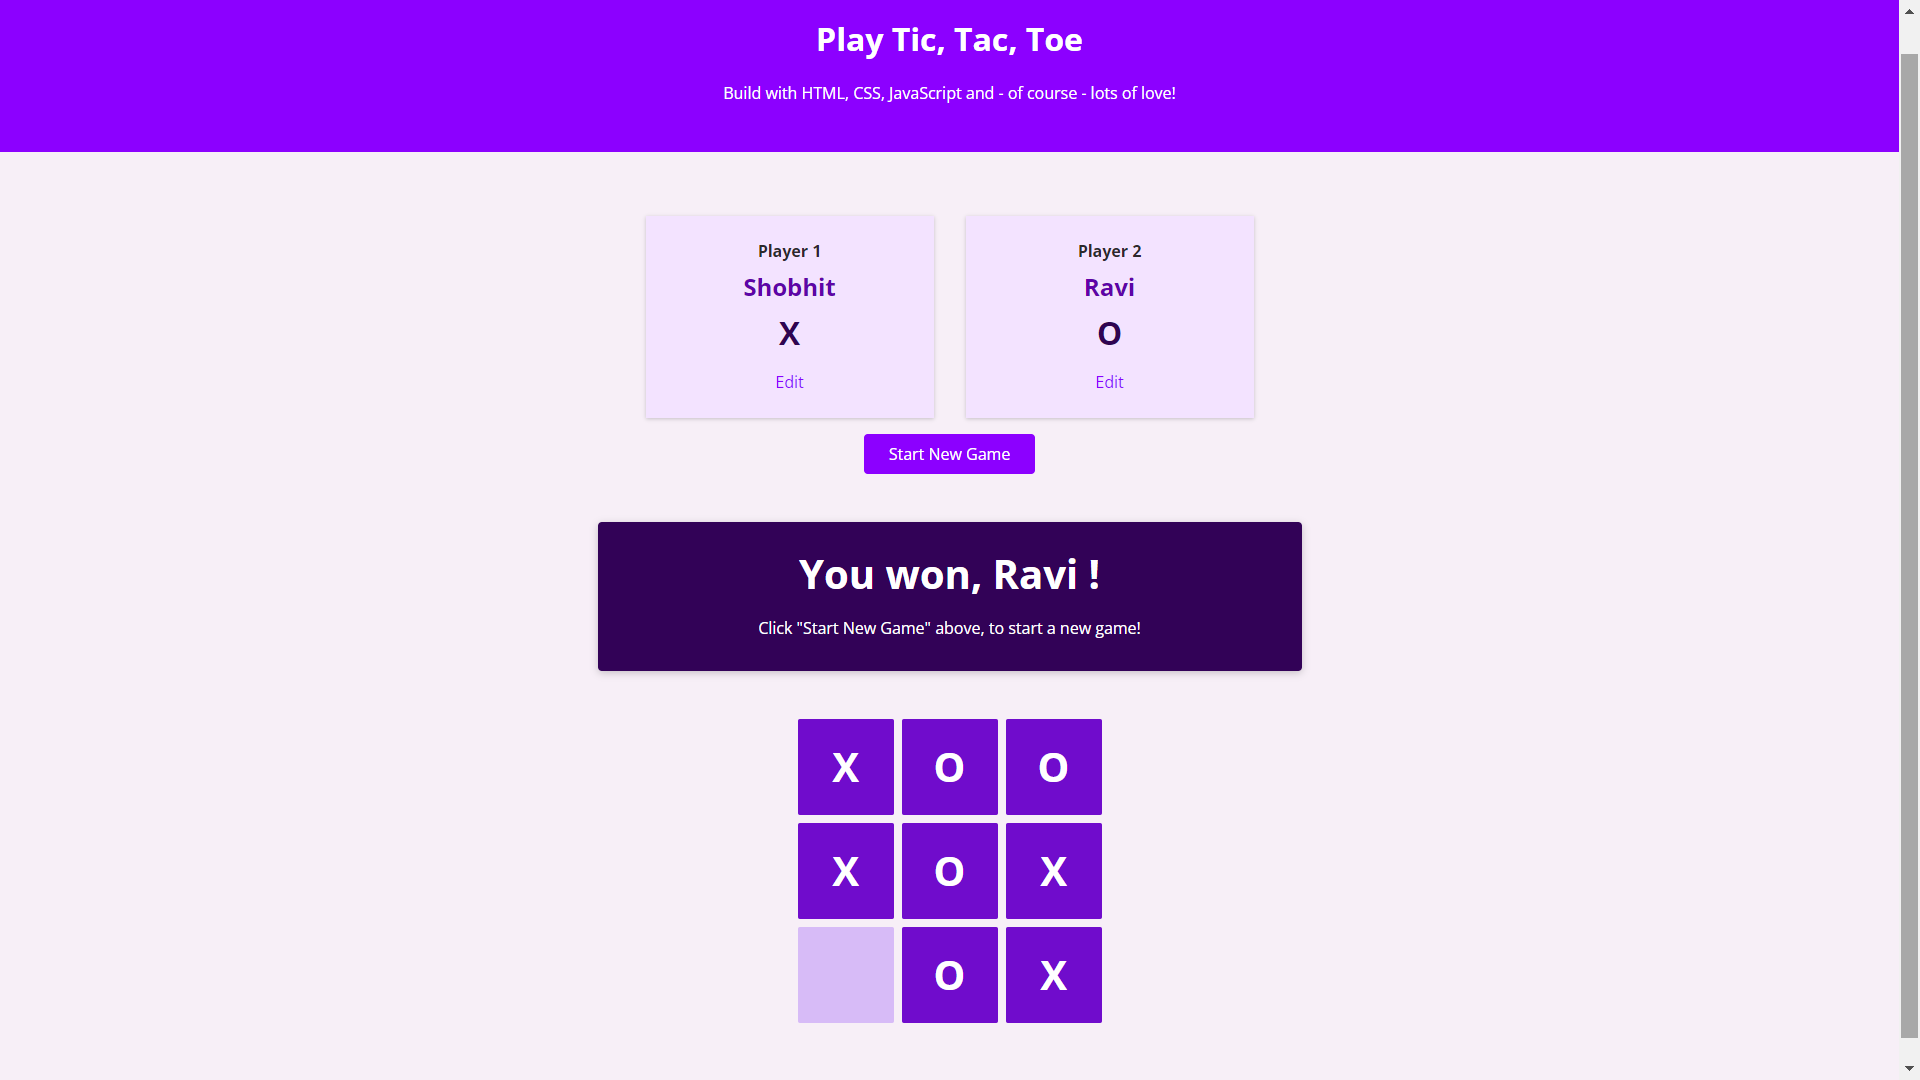 Play Tic, Tac, Toe
Build with HTML, CSS, JavaScript and - of course - lots of love!
Player 1
Shobhit
X
Edit
Player 2
Ravi
O
Edit
Start New Game
You won, Ravi !
Click "Start New Game" above, to start a new game!
X O O
X O X
O X